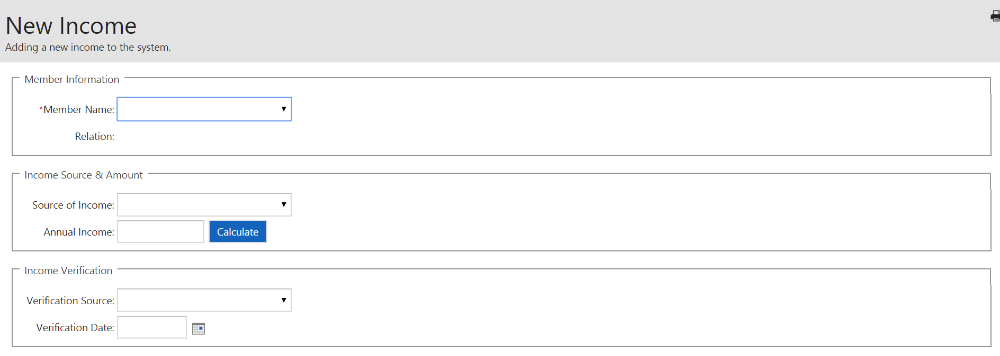 New Income
Adding a new income to the system.
Member Information
*Member Name:
Relation:
Income Source & Amount
Source of Income:
Annual Income: Calculate
Income Verification
Verification Source:
Verification Date: